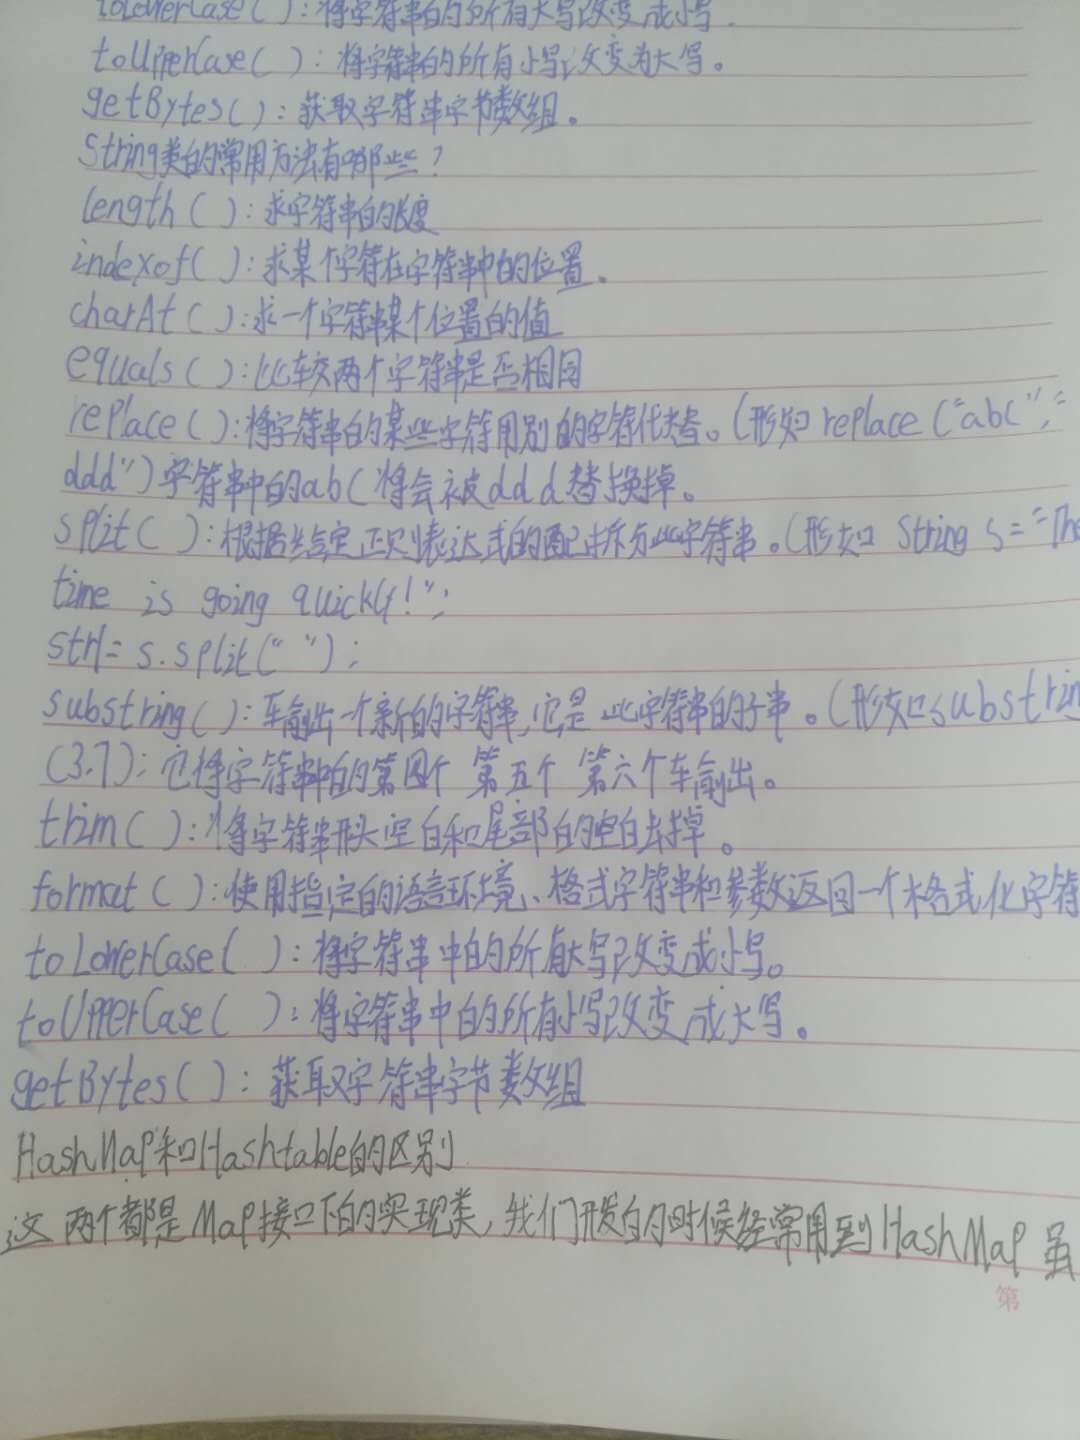 toLowerCase( ): 将字符串的所有大写改变成小写.
toUpperCase( ): 将字符串的所有小写改变为大写。
getBytes( ): 获取字符串字节数组。
String类的常用方法有哪些?
length( ): 求字符串的长度
indexof( ): 求某个字符在字符串中的位置。
charAt( ): 求一个字符串某个位置的值
equals( ): 比较两个字符串是否相同
replace( ): 将字符串的某些字符用别的字符代替。(形如 replace("abc","
ddd") 字符串中的abc将会被ddd替换掉。
split( ): 根据给定正则表达式的匹配拆分此字符串。(形如 String s="The
time is going quickly!";
str1= s.split(" ");
substring( ): 输出一个新的字符串,它是此字符串的子串。(形如substring
(3.7); 它将字符串中的第四个 第五个 第六个输出。
trim( ): 将字符串开头空白和尾部的空白去掉。
format( ): 使用指定的语言环境、格式字符串和参数返回一个格式化字符
toLowerCase( ): 将字符串中的所有大写改变成小写。
toUpperCase( ): 将字符串中的所有小写改变成大写。
getBytes( ): 获取字符串字节数组
HashMap和Hashtable的区别
这两个都是Map接口下的实现类,我们开发的时候经常用到HashMap 虽
第